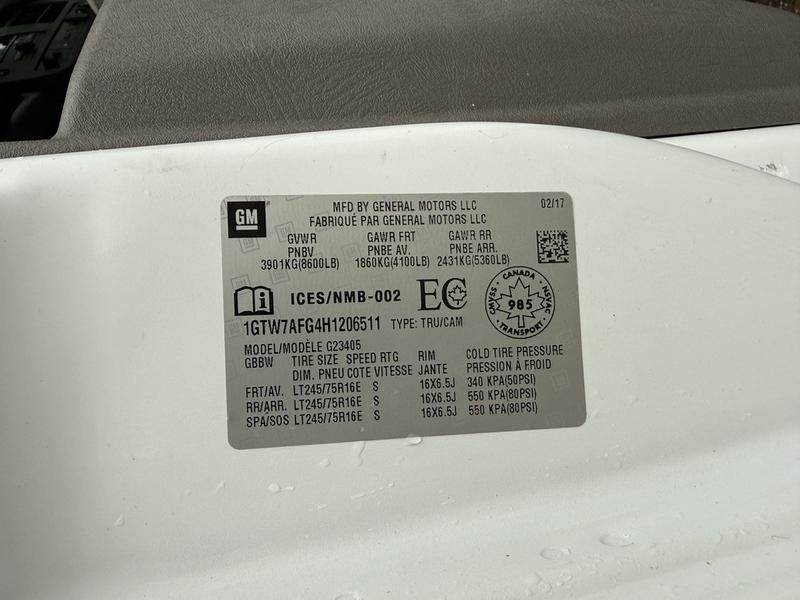 GM
MFD BY GENERAL MOTORS LLC
02/17
FABRIQUÉ PAR GENERAL MOTORS LLC
GVWR GAWR FRT GAWR RR
PNBV PNBE AV. PNBE ARR.
3901KG(8600LB) 1860KG(4100LB) 2431KG(5360LB)
i ICES/NMB-002 EC
CANADA
CMVSS 985 NSVAC
TRANSPORT
1GTW7AFG4H1206511 TYPE: TRU/CAM
MODEL/MODÈLE G23405
GBBW TIRE SIZE SPEED RTG RIM COLD TIRE PRESSURE
DIM. PNEU COTE VITESSE JANTE PRESSION À FROID
FRT/AV. LT245/75R16E S 16X6.5J 340 KPA(50PSI)
RR/ARR. LT245/75R16E S 16X6.5J 550 KPA(80PSI)
SPA/SOS LT245/75R16E S 16X6.5J 550 KPA(80PSI)